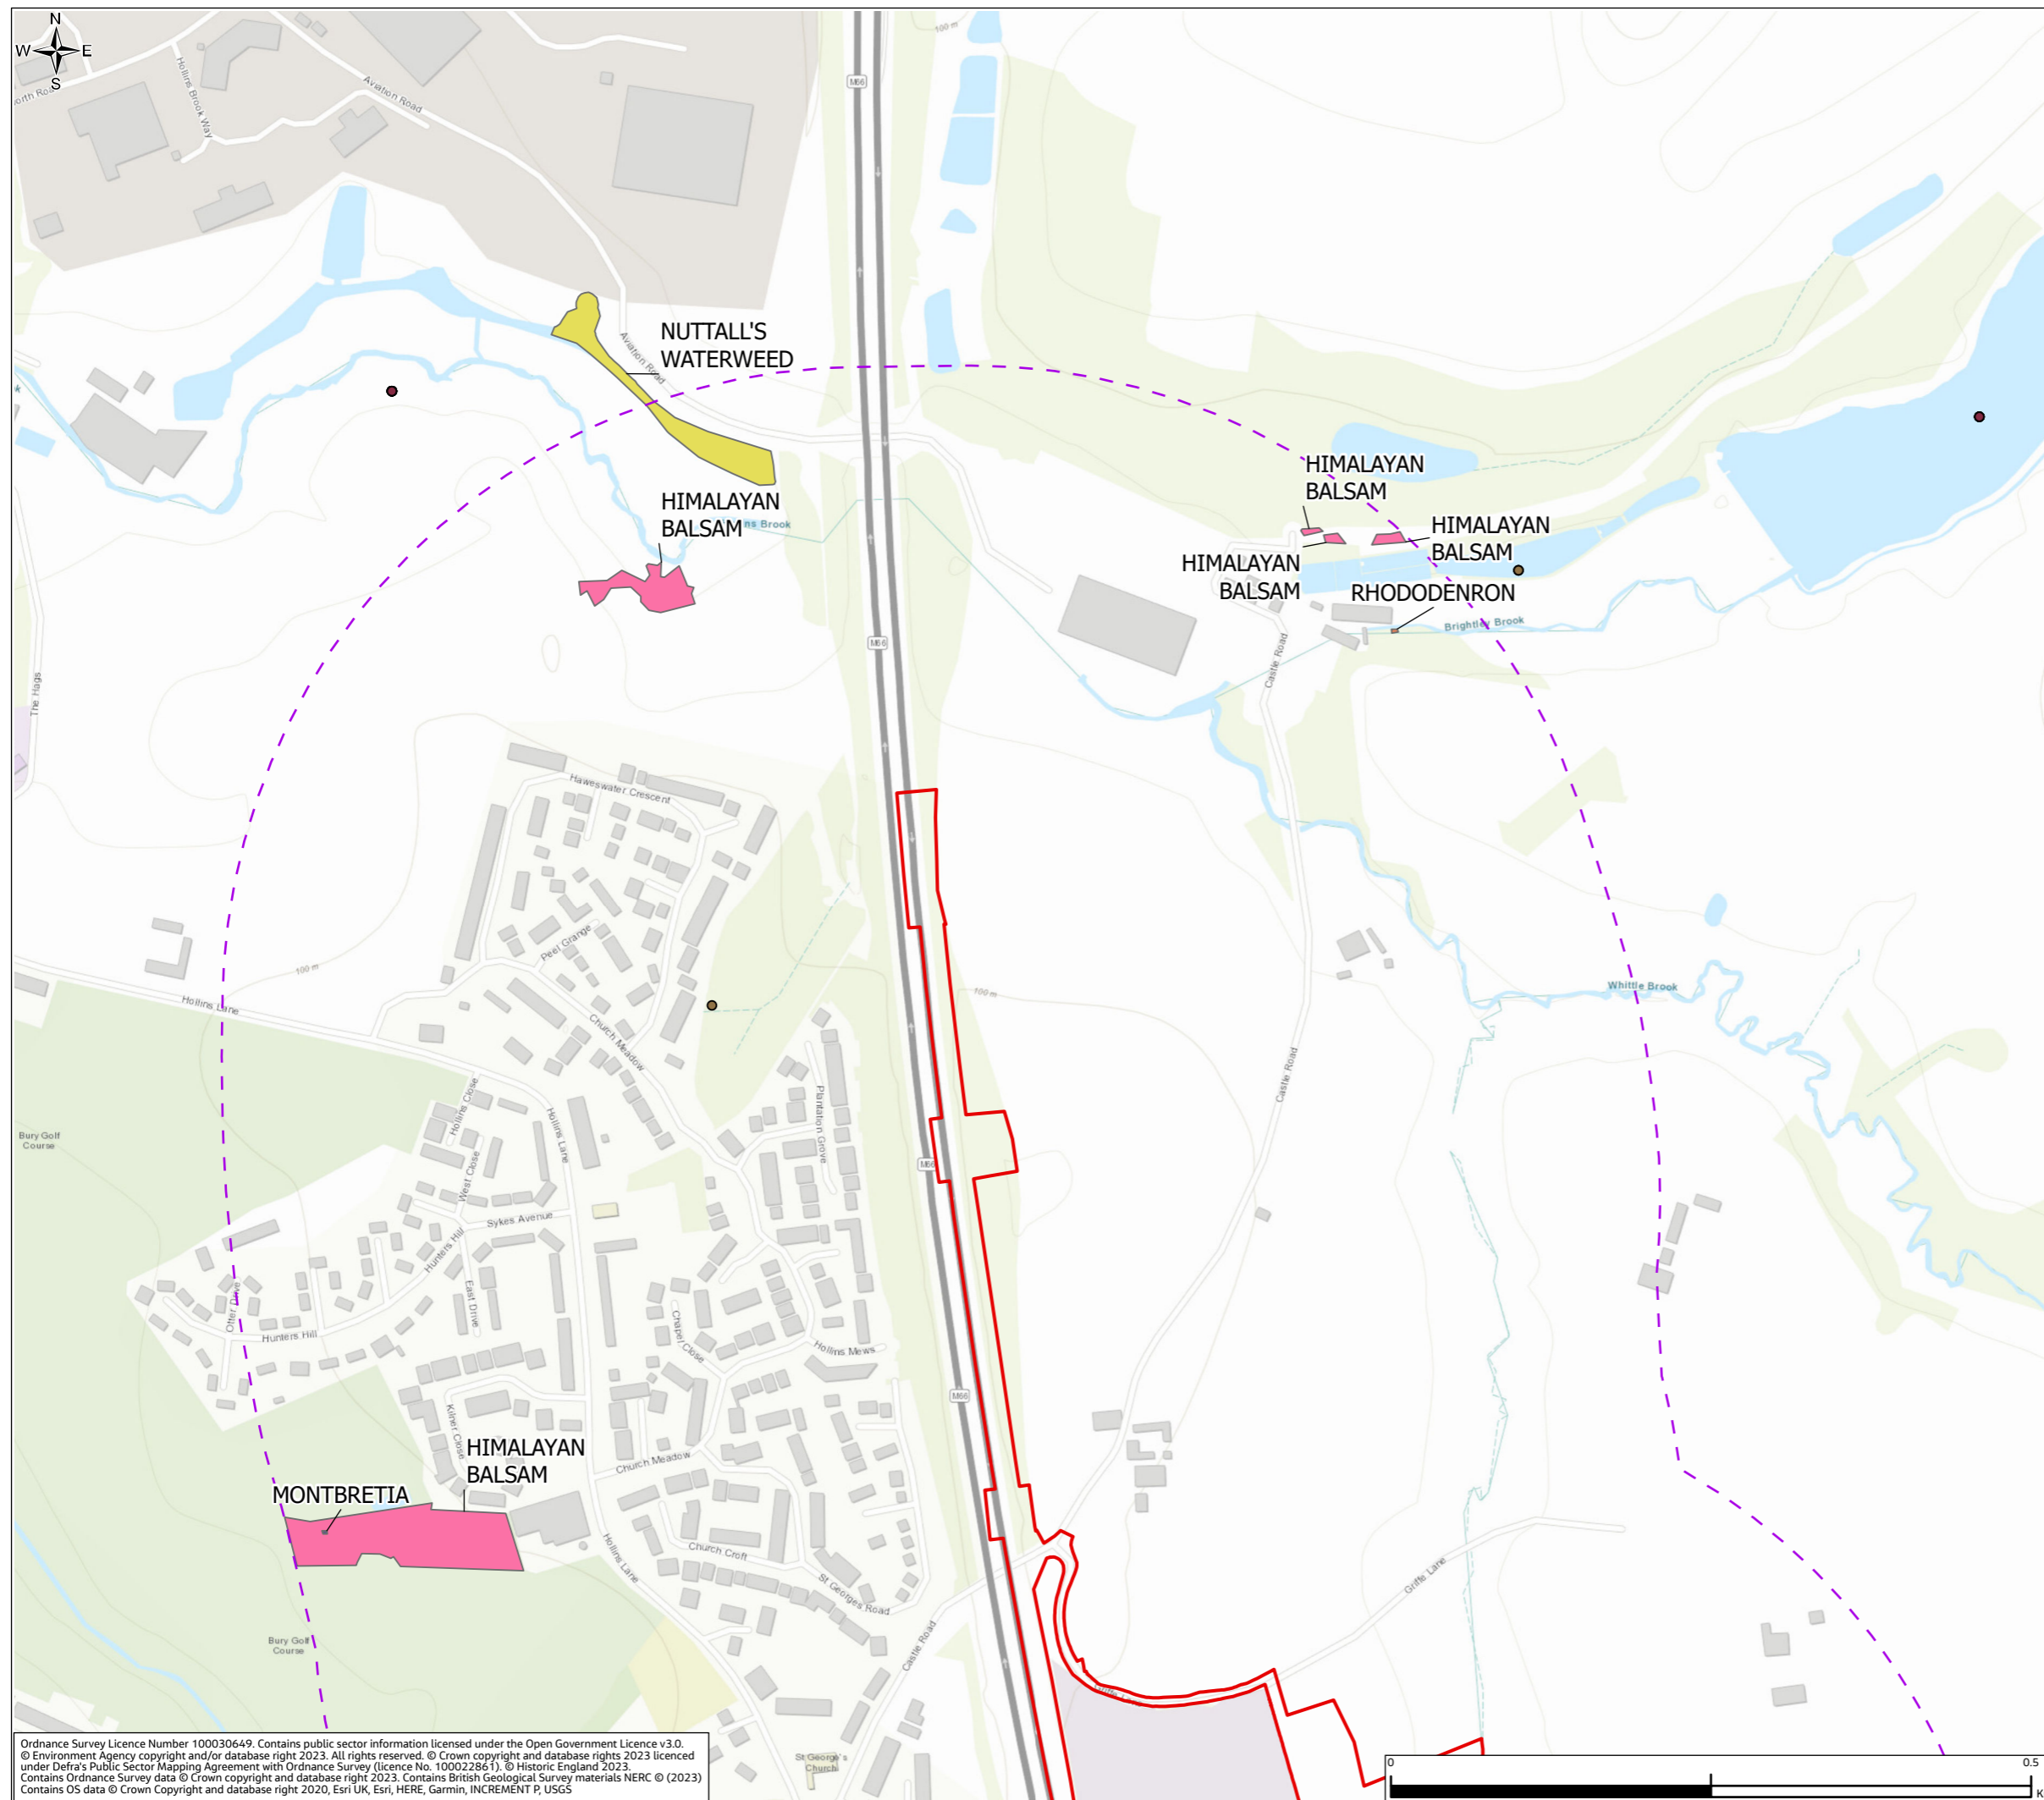 N
W E
S
100 m
M66
Hollins Brook Way
Aviation Road
NUTTALL'S
WATERWEED
Aviation Road
HIMALAYAN
BALSAM
ns Brook
HIMALAYAN
BALSAM
HIMALAYAN
BALSAM
HIMALAYAN
BALSAM
RHODODENRON
Brightley Brook
The Hags
M66
Castle Road
Haweswater Crescent
Peel Grange
100 m
Hollins Lane
100 m
Whittle Brook
Church Meadow
Castle Road
Hollins Close
Hollins Lane
Plantation Grove
Bury Golf
Course
M66
West Close
Sykes Avenue
Hunters Hill
East Drive
Otter Drive
Hunters Hill
Chapel Close
Hollins Mews
M66
Kilner Close
HIMALAYAN
BALSAM
Church Meadow
MONTBRETIA
Hollins Lane
Church Croft
St Georges Road
Griffe Lane
Castle Road
Bury Golf
Course
Griffe Lane
St George's
Church
Ordnance Survey Licence Number 100030649. Contains public sector information licensed under the Open Government Licence v3.0.
© Environment Agency copyright and/or database right 2023. All rights reserved. © Crown copyright and database rights 2023 licenced
under Defra's Public Sector Mapping Agreement with Ordnance Survey (licence No. 100022861). © Historic England 2023.
Contains Ordnance Survey data © Crown copyright and database right 2023. Contains British Geological Survey materials NERC © (2023)
Contains OS data © Crown Copyright and database right 2020, Esri UK, Esri, HERE, Garmin, INCREMENT P, USGS
0 0.5
K